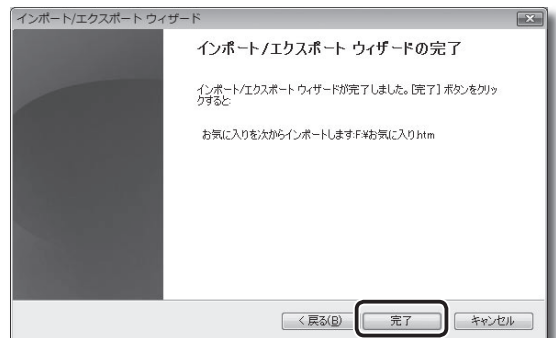 インポート/エクスポート ウィザード
インポート/エクスポート ウィザードの完了
インポート/エクスポート ウィザードが完了しました。[完了] ボタンをクリッ
クすると
お気に入りを次からインポートします:F:¥お気に入り.htm
< 戻る(B)
完了
キャンセル